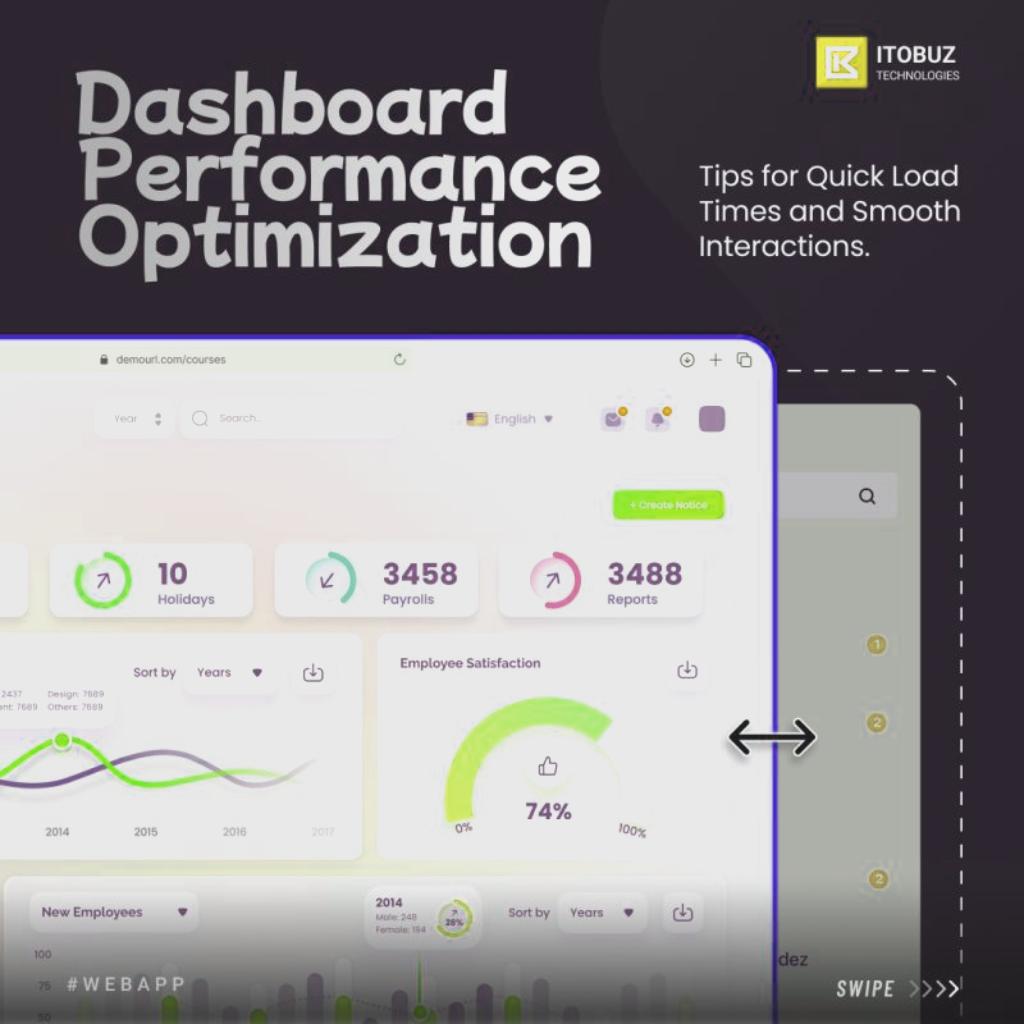 Dashboard
Performance
Optimization
ITOBUZ
TECHNOLOGIES
Tips for Quick Load
Times and Smooth
Interactions.
demourl.com/courses
Year
Search..
English
+ Create Notice
10
Holidays
3458
Payrolls
3488
Reports
Sort by
Years
2437
Design: 7689
ent: 7689
Others: 7689
2014
2015
2016
2017
Employee Satisfaction
74%
0%
100%
1
2
2
New Employees
2014
Male: 248
Female: 194
28%
Sort by
Years
100
75
50
dez
#WEBAPP
SWIPE >>>>